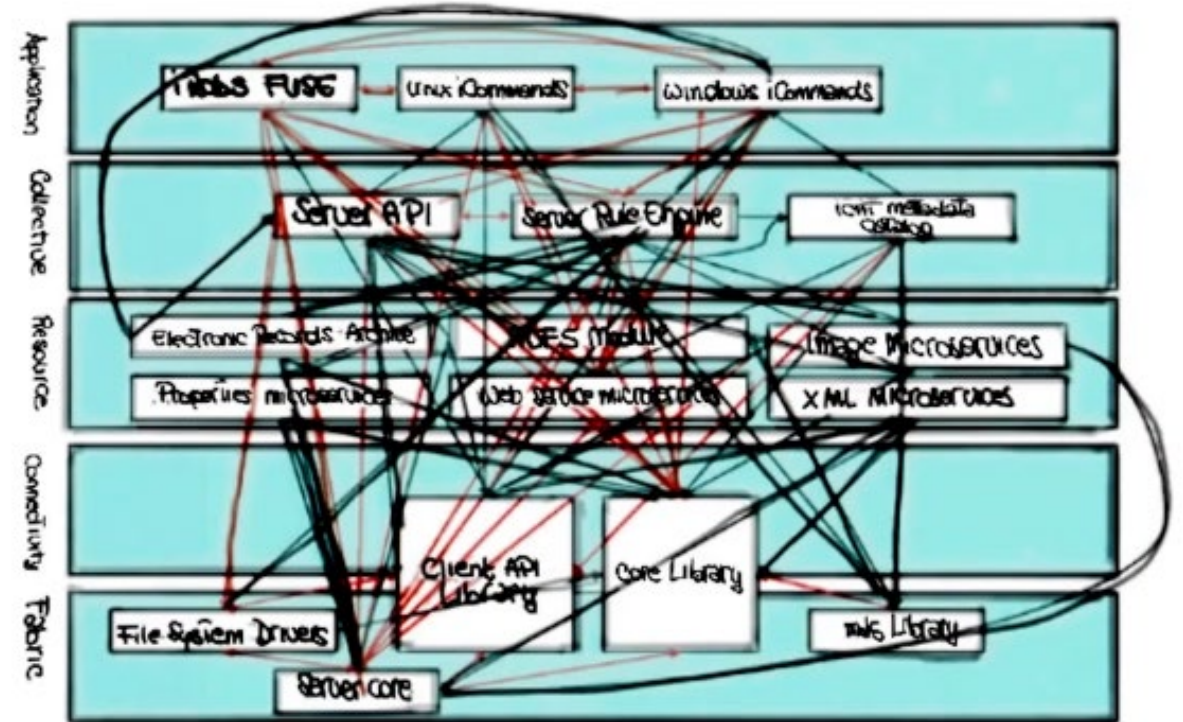 Application
FUSE
Unix iCommands
Windows iCommands
Collective
Server API
Server Rule Engine
metadata
Catalog
Resource
Electronic Records Archive
Image Microservices
Properties microservices
Web Service microservices
XML Microservices
Connectivity
Client API
Library
Core Library
Fabric
File System Drivers
Library
Server core